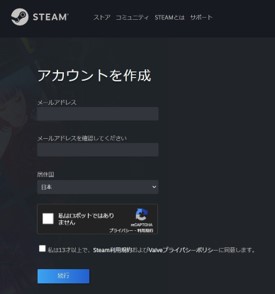 STEAM®
ストア コミュニティ STEAMとは サポート
アカウントを作成
メールアドレス
メールアドレスを確認してください
居住国
日本
私はロボットではあり
ません
reCAPTCHA
プライバシー - 利用規約
私は13才以上で、Steam利用規約およびValveプライバシーポリシーに同意します。
続行